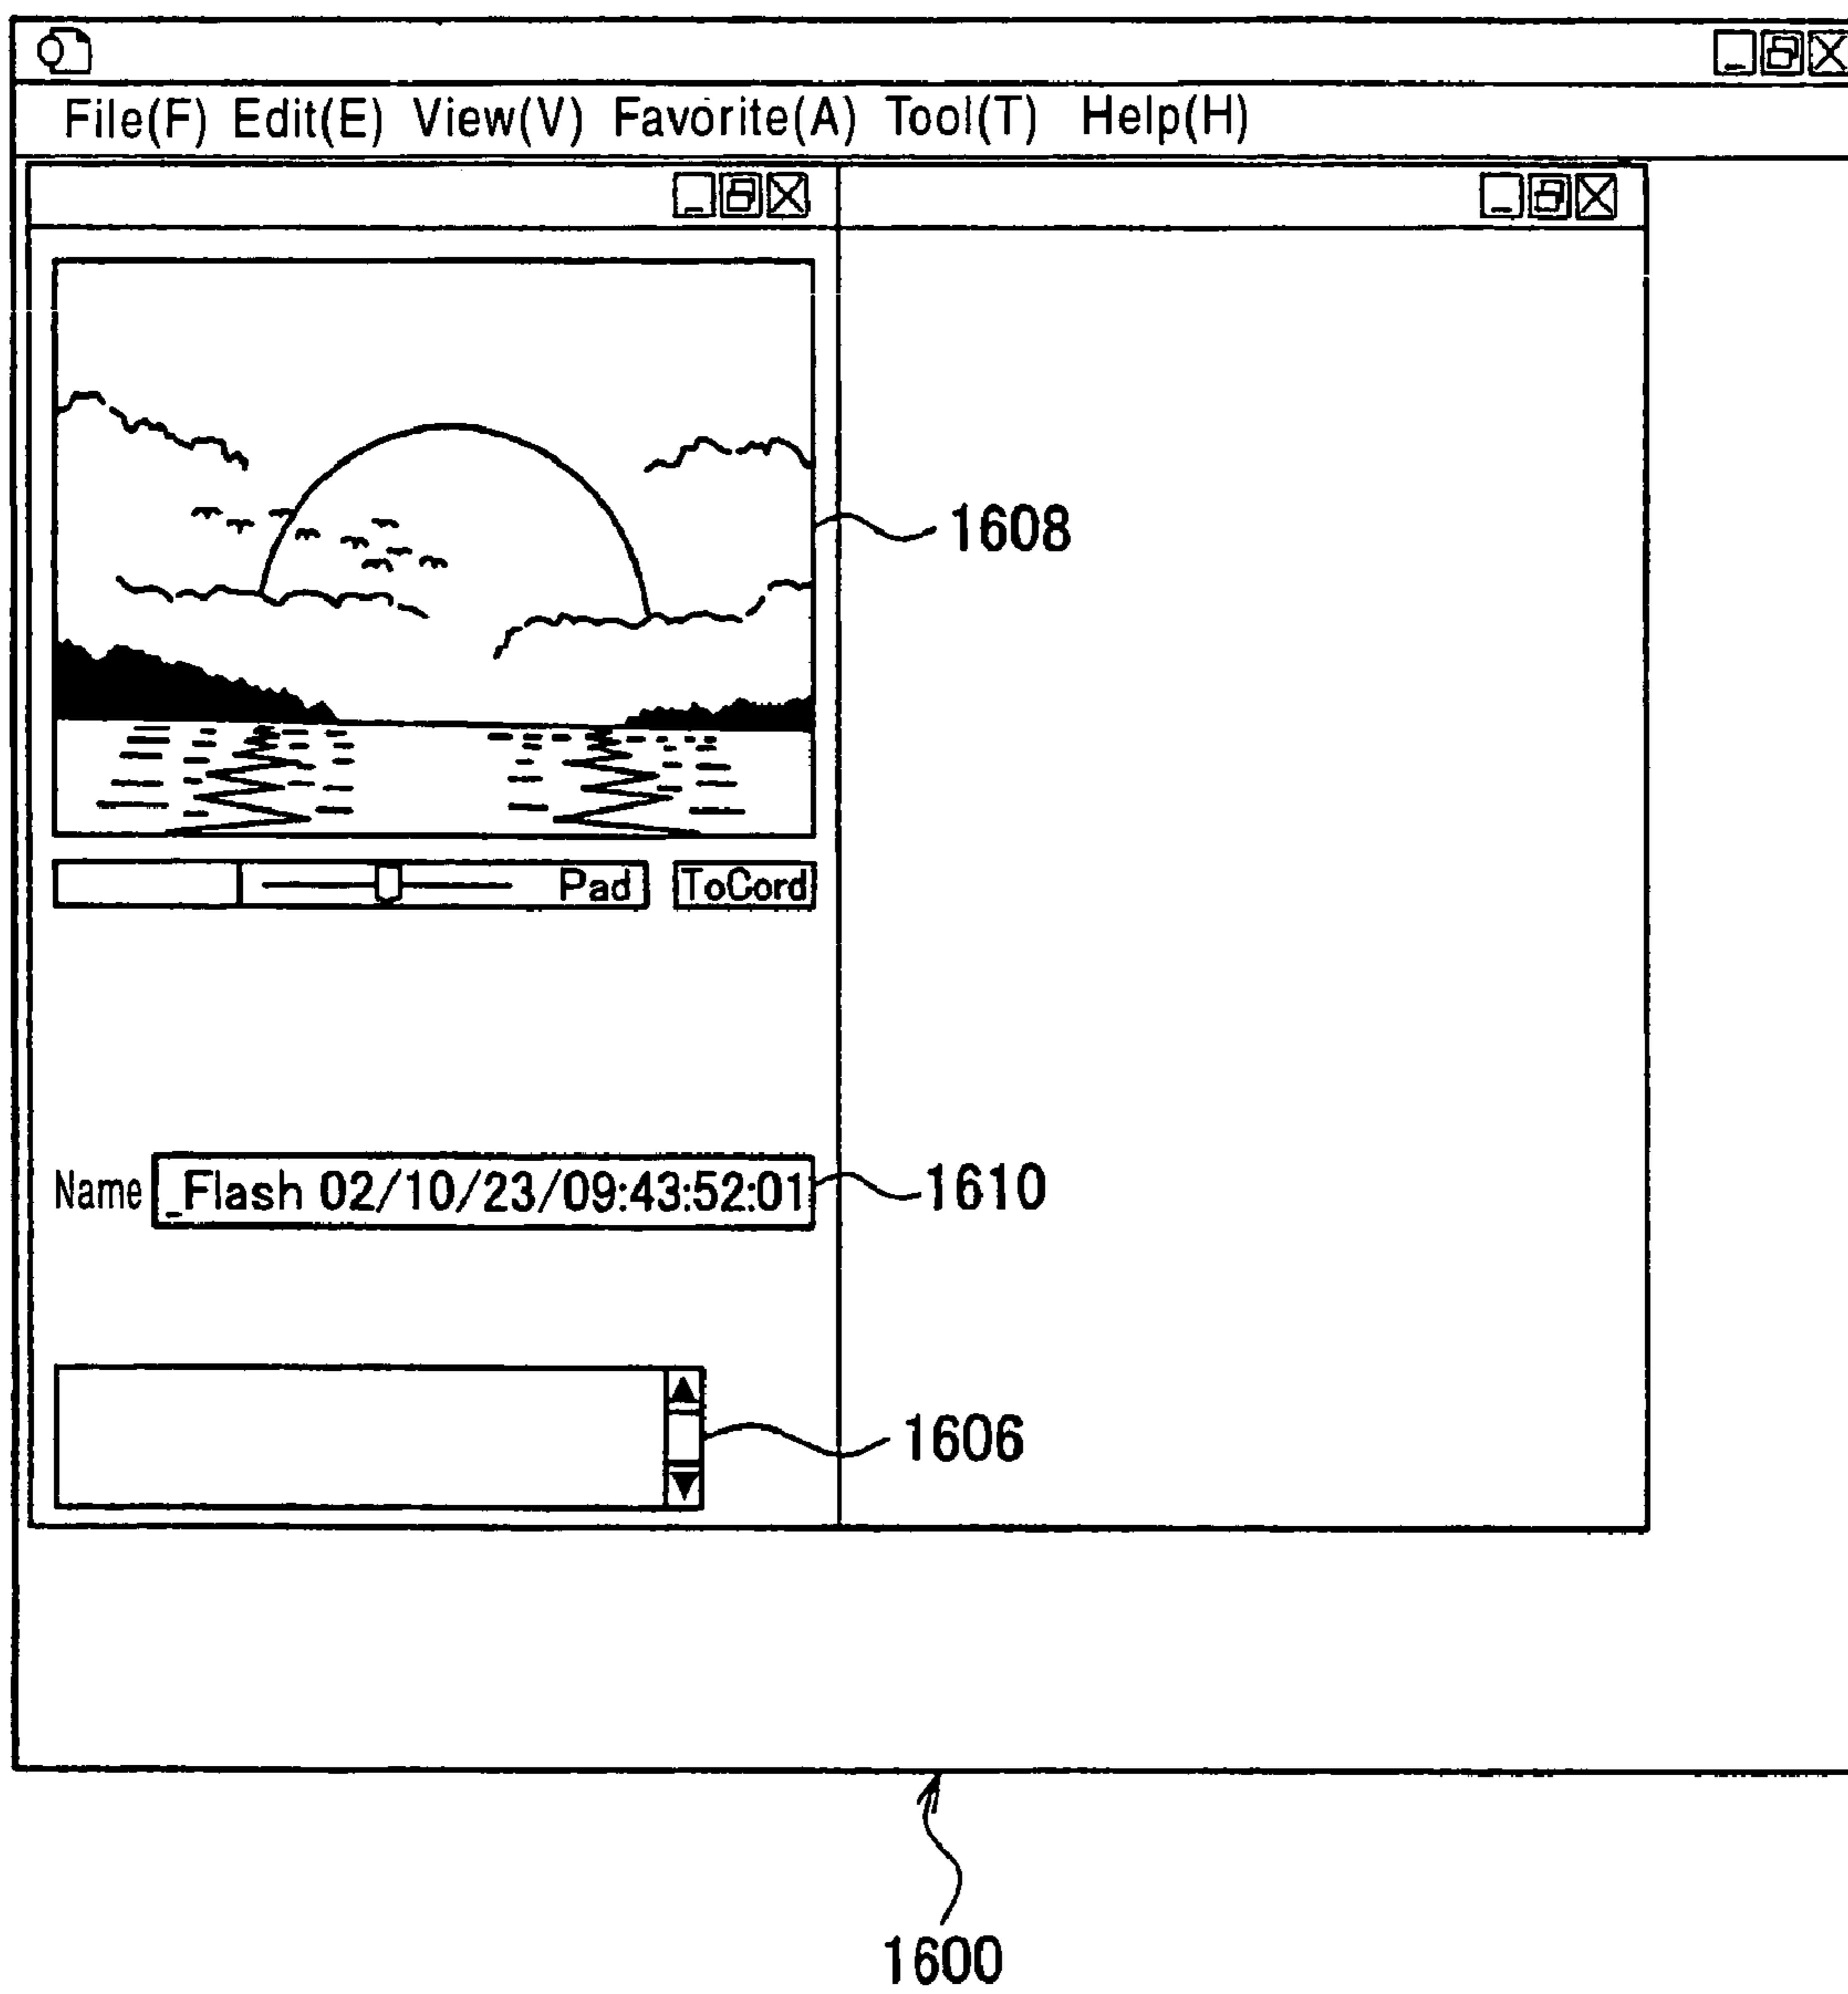 File(F) Edit(E) View(V) Favorite(A) Tool(T) Help(H)
1608
Pad ToCord
Name _Flash 02/10/23/09:43:52:01
1610
1606
1600